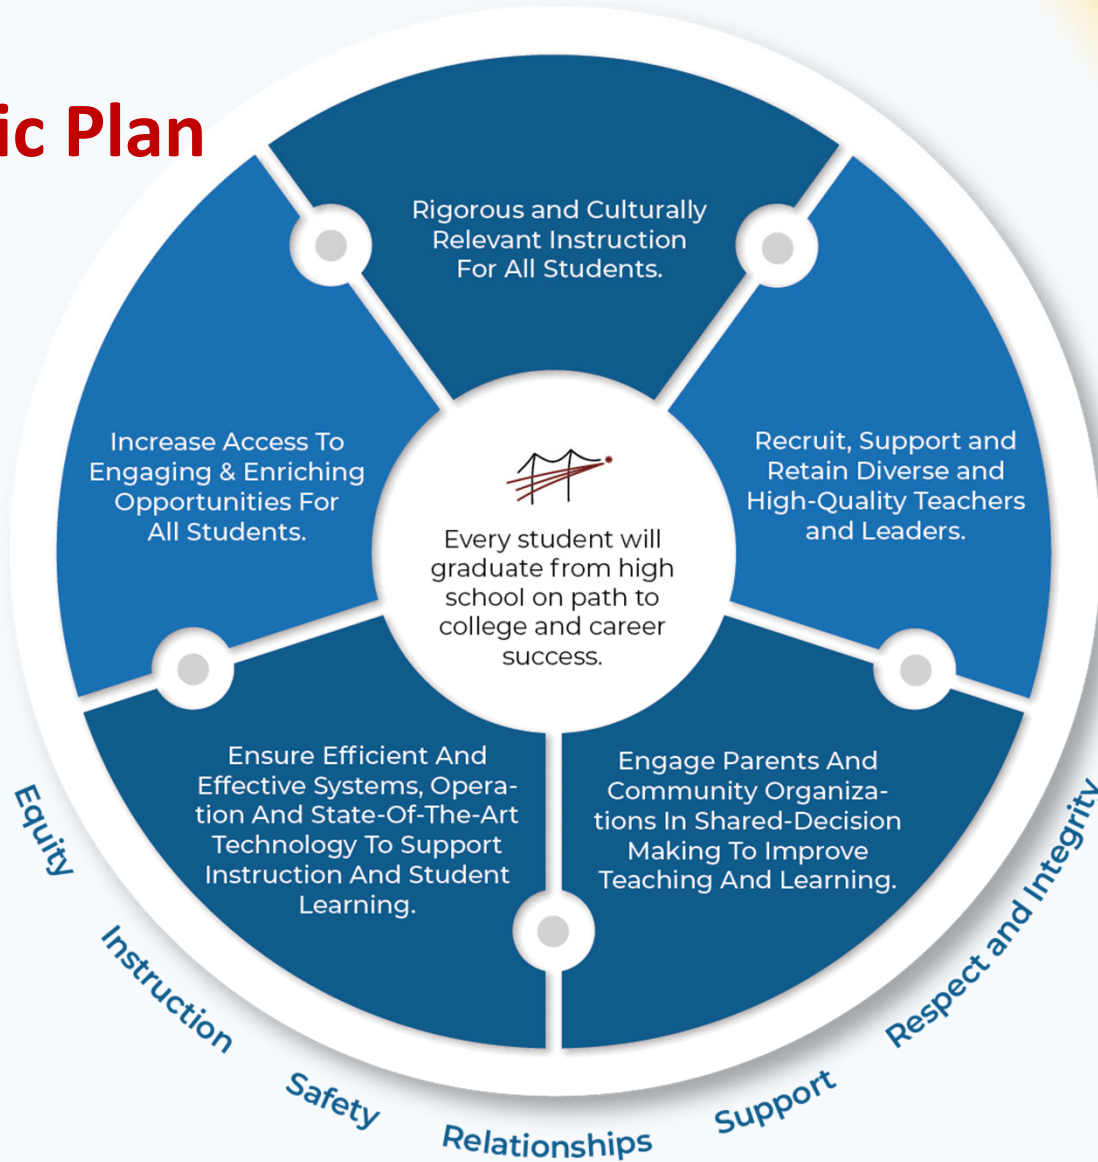 ic Plan
Rigorous and Culturally
Relevant Instruction
For All Students.
Increase Access To
Engaging & Enriching
Opportunities For
All Students.
Recruit, Support and
Retain Diverse and
High-Quality Teachers
and Leaders.
Every student will
graduate from high
school on path to
college and career
success.
Ensure Efficient And
Effective Systems, Opera-
tion And State-Of-The-Art
Technology To Support
Instruction And Student
Learning.
Engage Parents And
Community Organiza-
tions In Shared-Decision
Making To Improve
Teaching And Learning.
Equity
Instruction
Safety
Relationships
Support
Respect and Integrity